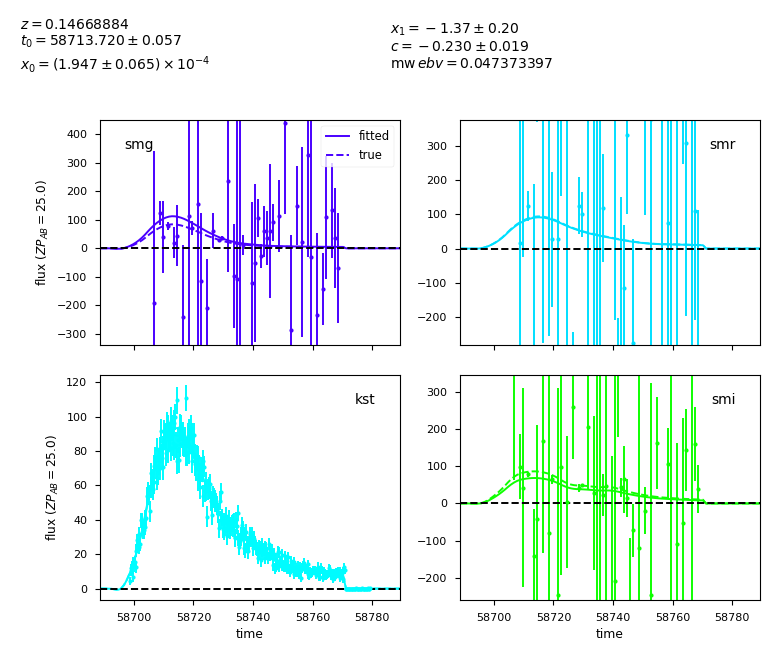 z = 0.14668884
t₀ = 58713.720 ± 0.057
x₀ = (1.947 ± 0.065) × 10⁻⁴
x₁ = −1.37 ± 0.20
c = −0.230 ± 0.019
mw ebv = 0.047373397
smg
fitted
true
400
300
200
100
0
−100
−200
−300
flux (ZP_AB = 25.0)
smr
300
200
100
0
−100
−200
kst
120
100
80
60
40
20
0
flux (ZP_AB = 25.0)
58700 58720 58740 58760 58780
time
smi
300
200
100
0
−100
−200
58700 58720 58740 58760 58780
time